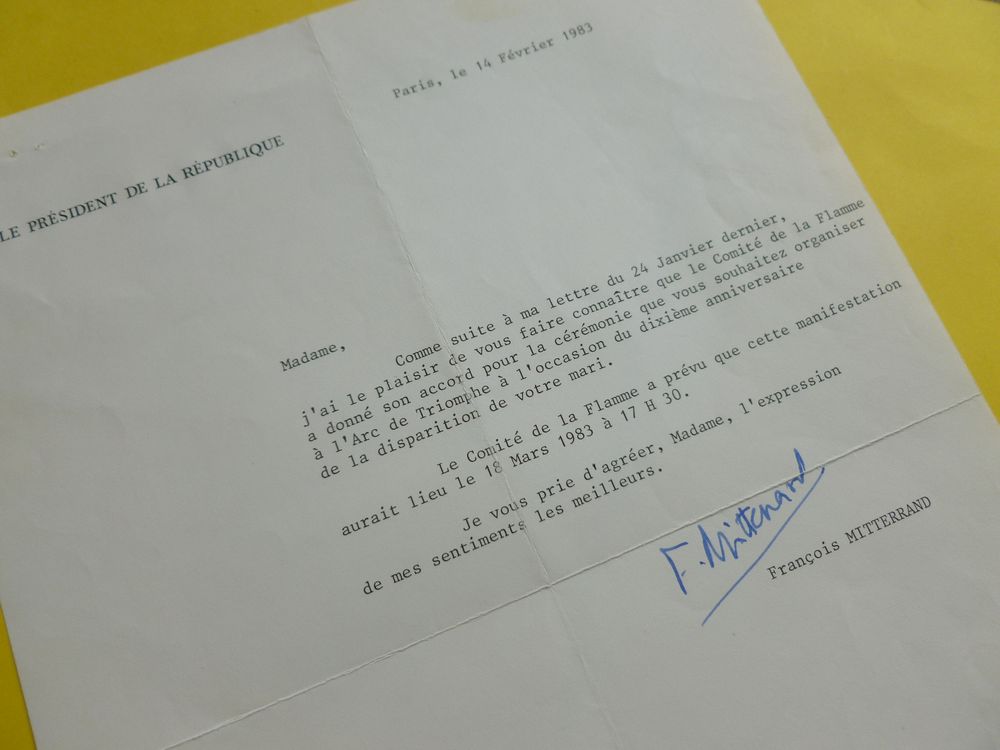 Paris, le 14 Février 1983
LE PRÉSIDENT DE LA RÉPUBLIQUE
Madame,
Comme suite à ma lettre du 24 Janvier dernier,
j'ai le plaisir de vous faire connaître que le Comité de la Flamme
a donné son accord pour la cérémonie que vous souhaitez organiser
à l'Arc de Triomphe à l'occasion du dixième anniversaire
de la disparition de votre mari.
Le Comité de la Flamme a prévu que cette manifestation
aurait lieu le 18 Mars 1983 à 17 H 30.
Je vous prie d'agréer, Madame, l'expression
de mes sentiments les meilleurs.
F. Mitterrand
François MITTERRAND